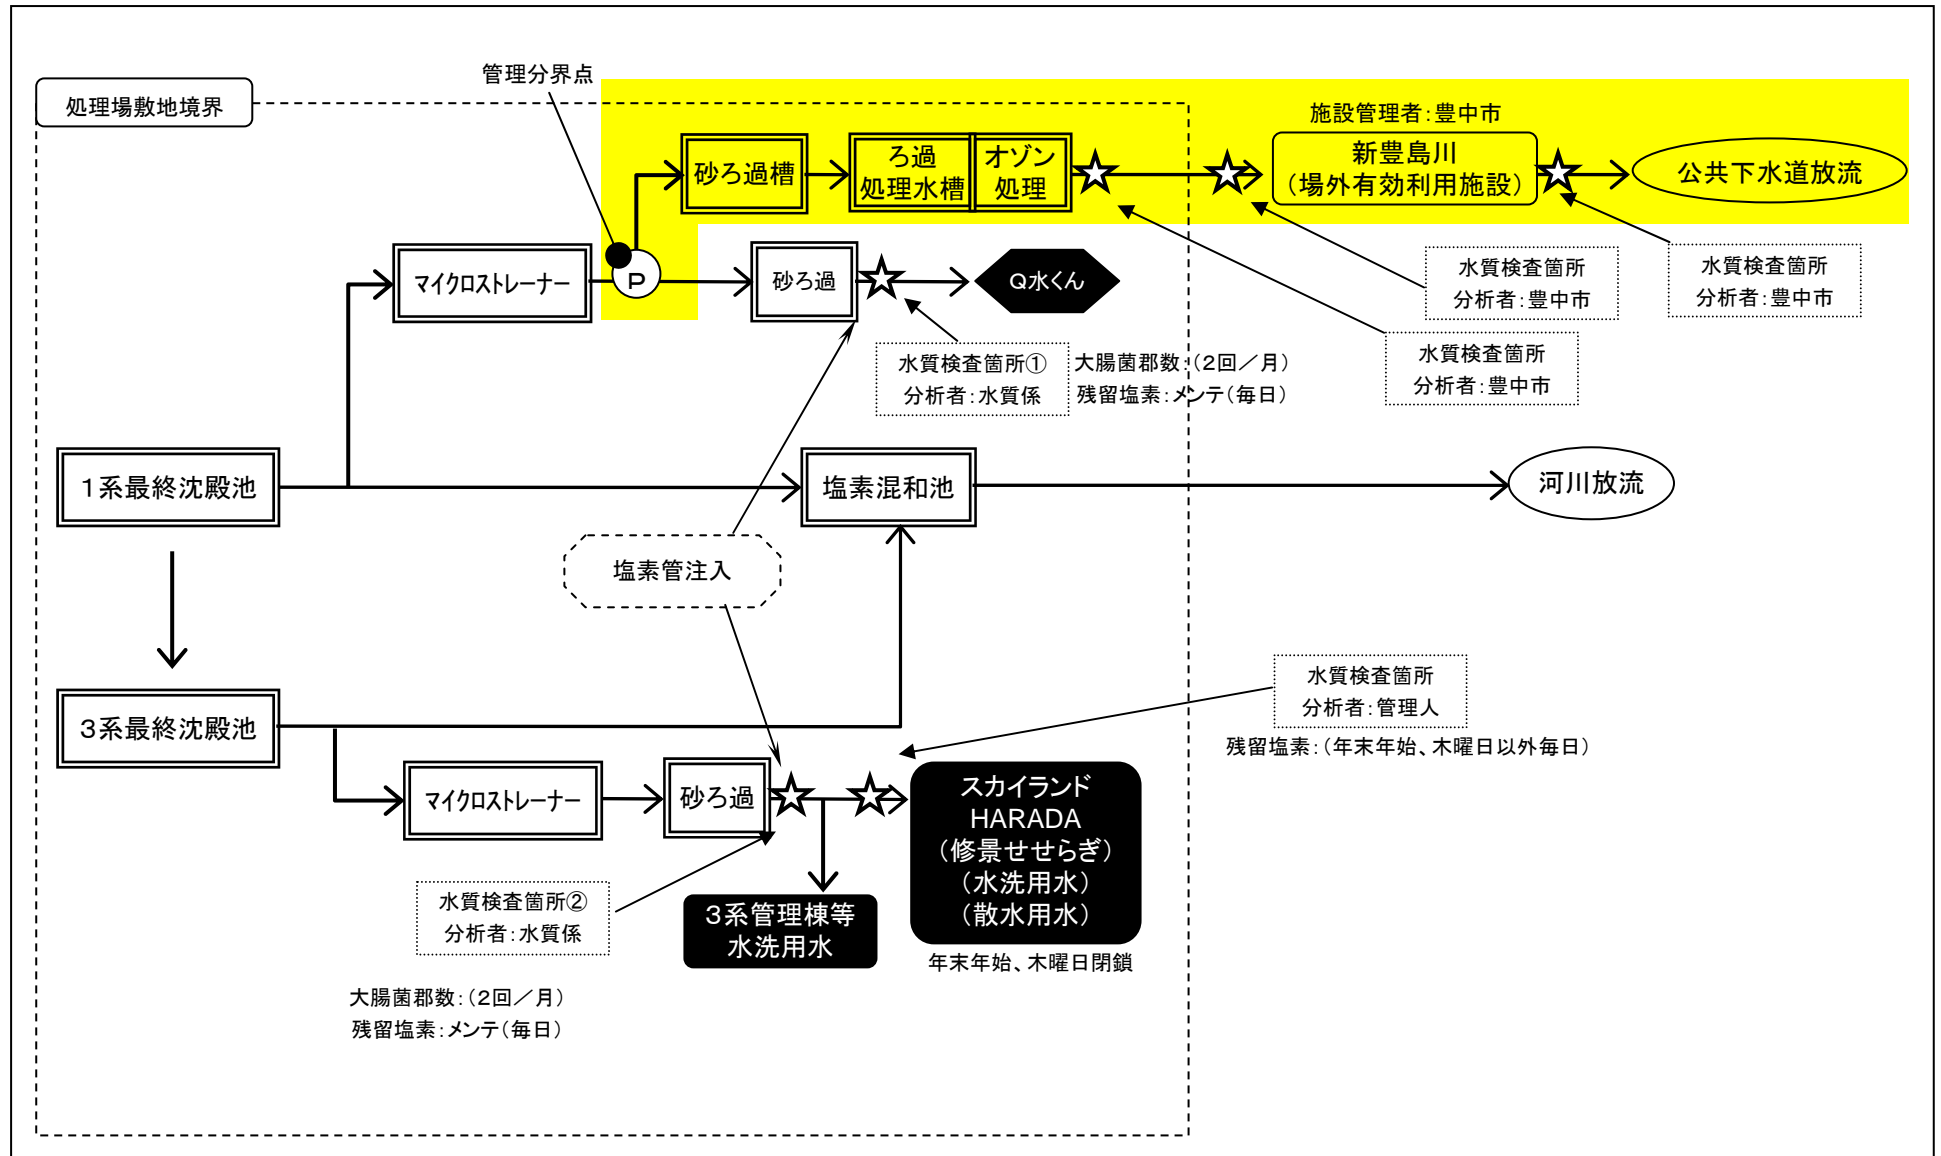 管理分界点
処理場敷地境界
施設管理者:豊中市
砂ろ過槽
ろ過
処理水槽
オゾン
処理
新豊島川
(場外有効利用施設)
公共下水道放流
マイクロストレーナー
P
砂ろ過
Q水くん
水質検査箇所
分析者:豊中市
水質検査箇所
分析者:豊中市
水質検査箇所
分析者:豊中市
水質検査箇所①
分析者:水質係
大腸菌郡数:(2回/月)
残留塩素:メンテ(毎日)
1系最終沈殿池
塩素混和池
河川放流
塩素管注入
3系最終沈殿池
水質検査箇所
分析者:管理人
残留塩素:(年末年始、木曜日以外毎日)
マイクロストレーナー
砂ろ過
スカイランド
HARADA
(修景せせらぎ)
(水洗用水)
(散水用水)
年末年始、木曜日閉鎖
水質検査箇所②
分析者:水質係
3系管理棟等
水洗用水
大腸菌郡数:(2回/月)
残留塩素:メンテ(毎日)